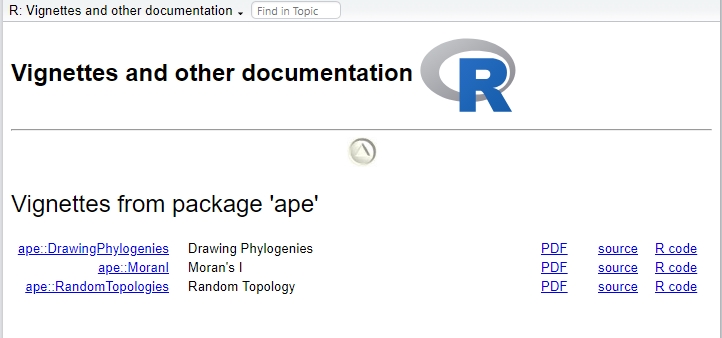 R: Vignettes and other documentation Find in Topic
Vignettes and other documentation R
Vignettes from package 'ape'
ape::DrawingPhylogenies Drawing Phylogenies PDF source R code
ape::MoranI Moran's I PDF source R code
ape::RandomTopologies Random Topology PDF source R code